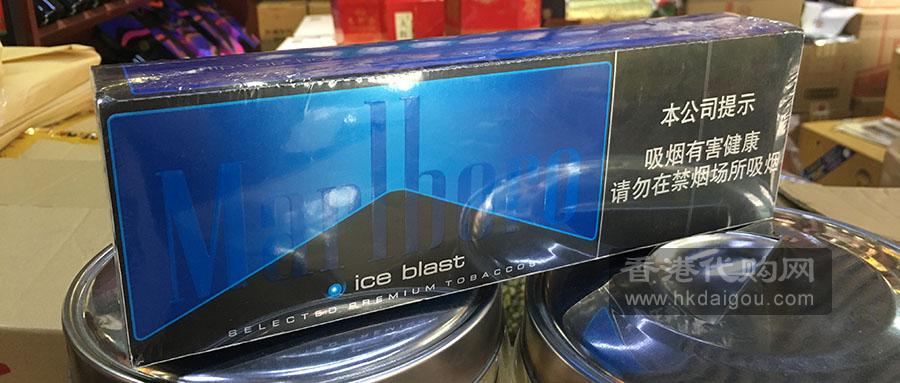 Marlboro
ice blast
SELECTED PREMIUM TOBACCOS
本公司提示
吸烟有害健康
请勿在禁烟场所吸烟
香港代购网
www.hkdaigou.com